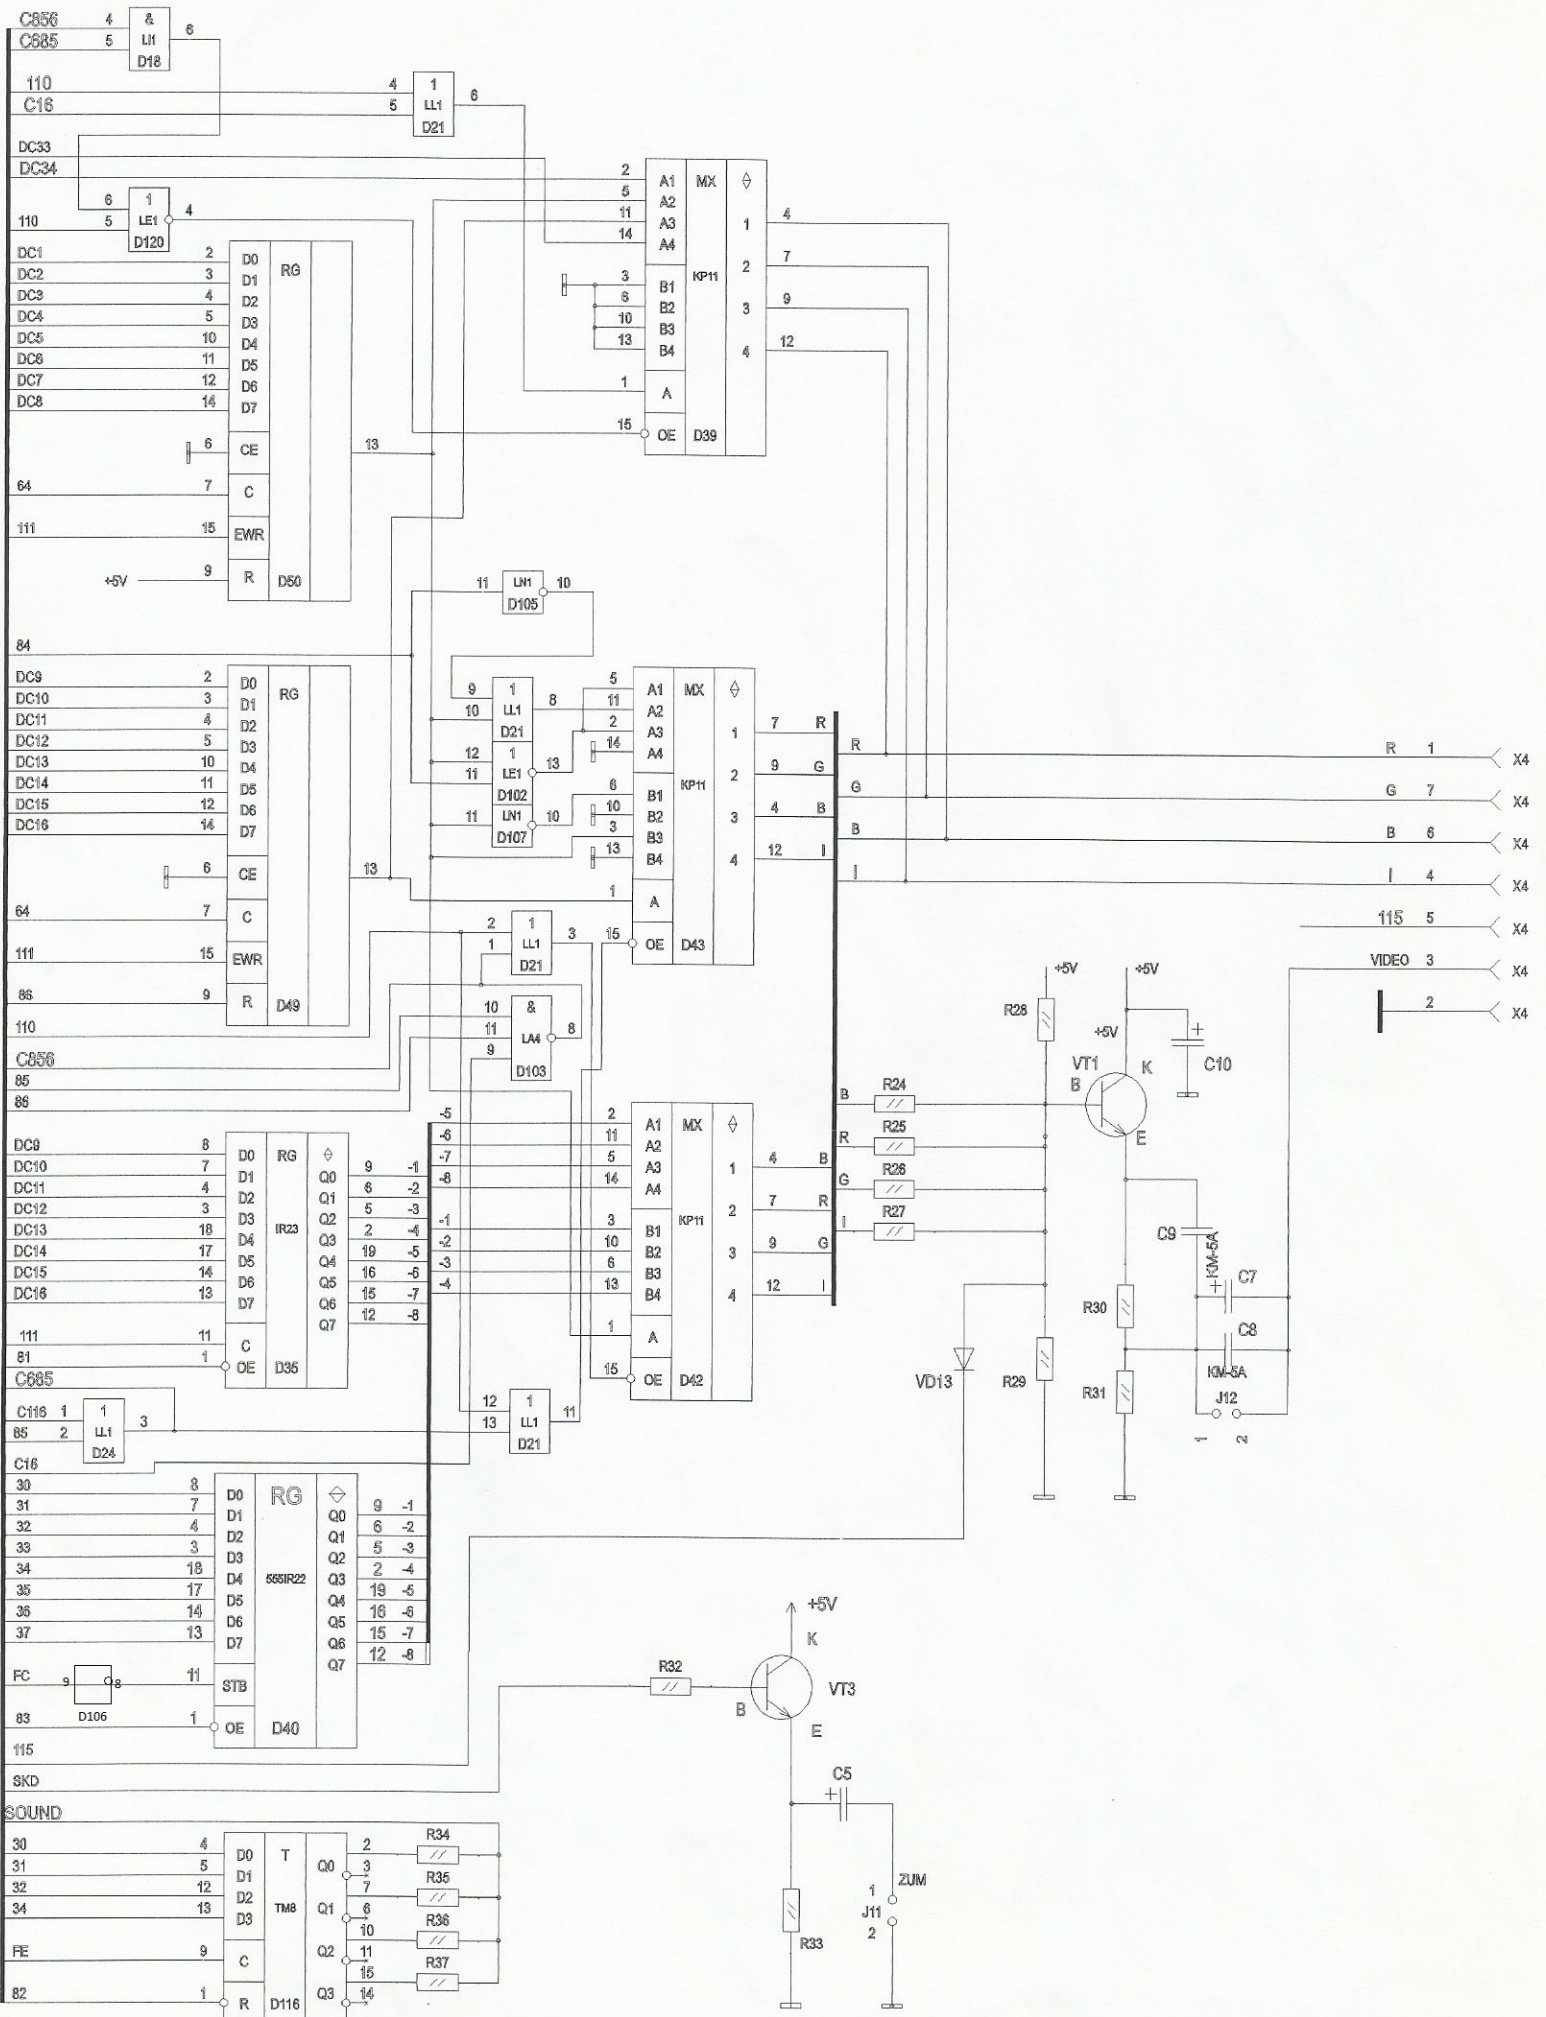 C856 4 & 6
C685 5 LI1
D18
110 4 1 6
C16 5 LL1
D21
DC33
DC34 2 A1 MX
5 A2
11 A3 1 4
14 A4
6 1 4
110 5 LE1
D120
2 7
3 B1 KP11
6 B2 3 9
10 B3
13 B4 4 12
1 A
15 OE D39
DC1 2 D0 RG
DC2 3 D1
DC3 4 D2
DC4 5 D3
DC5 10 D4
DC6 11 D5
DC7 12 D6
DC8 14 D7
6 CE 13
64 7 C
111 15 EWR
+5V 9 R D50
11 LN1 10
D105
84
DC9 2 D0 RG
DC10 3 D1
DC11 4 D2
DC12 5 D3
DC13 10 D4
DC14 11 D5
DC15 12 D6
DC16 14 D7
6 CE 13
64 7 C
111 15 EWR
86 9 R D49
9 1 8
10 LL1
D21
12 1 13
11 LE1
D102
11 LN1 10
D107
5 A1 MX
11 A2
2 A3 1 7 R
14 A4
2 9 G
6 B1 KP11
10 B2 3 4 B
3 B3
13 B4 4 12 I
1 A
15 OE D43
R R 1 X4
G G 7 X4
B B 6 X4
I I 4 X4
115 5 X4
VIDEO 3 X4
2 X4
2 1 3
1 LL1
D21
10 & 8
11 LA4
9 D103
110
C856
85
86
+5V +5V
R28 +5V +
VT1 K C10
B
E
B R24
R R25
G R26
I R27
DC9 8 D0 RG
DC10 7 D1 Q0 9 -1
DC11 4 D2 Q1 6 -2
DC12 3 D3 Q2 5 -3
DC13 18 D4 IR23 Q3 2 -4
DC14 17 D5 Q4 19 -5
DC15 14 D6 Q5 16 -6
DC16 13 D7 Q6 15 -7
Q7 12 -8
111 11 C
81 1 OE D35
-5 2 A1 MX
-6 11 A2
-7 5 A3 1 4 B
-8 14 A4
2 7 R
-1 3 B1 KP11
-2 10 B2 3 9 G
-3 6 B3
-4 13 B4 4 12 I
1 A
15 OE D42
C9 KM-5A
+ C7
R30 C8
KM-5A
VD13 R29 R31 J12
1 2
C685
C116 1 1 3
85 2 LL1
D24
12 1 11
13 LL1
D21
C16
30 8 D0 RG
31 7 D1 Q0 9 -1
32 4 D2 Q1 6 -2
33 3 D3 Q2 5 -3
34 18 D4 555IR22 Q3 2 -4
35 17 D5 Q4 19 -5
36 14 D6 Q5 16 -6
37 13 D7 Q6 15 -7
Q7 12 -8
FC 9 8 11 STB
D106
83 1 OE D40
115
SKD
+5V
K
R32 VT3
B
E
C5
+
ZUM
1
J11
2
R33
SOUND
30 4 D0 T 2 R34
31 5 D1 Q0 3
32 12 D2 7 R35
34 13 D3 TM8 Q1 6
10 R36
FE 9 C Q2 11
15 R37
82 1 R D116 Q3 14